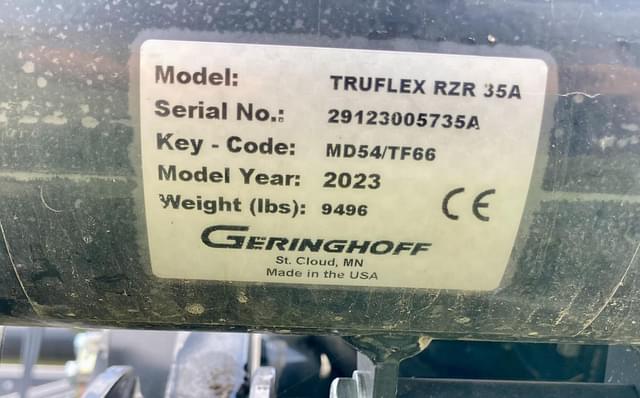 Model: TRUFLEX RZR 35A
Serial No.: 29123005735A
Key - Code: MD54/TF66
Model Year: 2023
Weight (lbs): 9496
CE
GERINGHOFF
St. Cloud, MN
Made in the USA